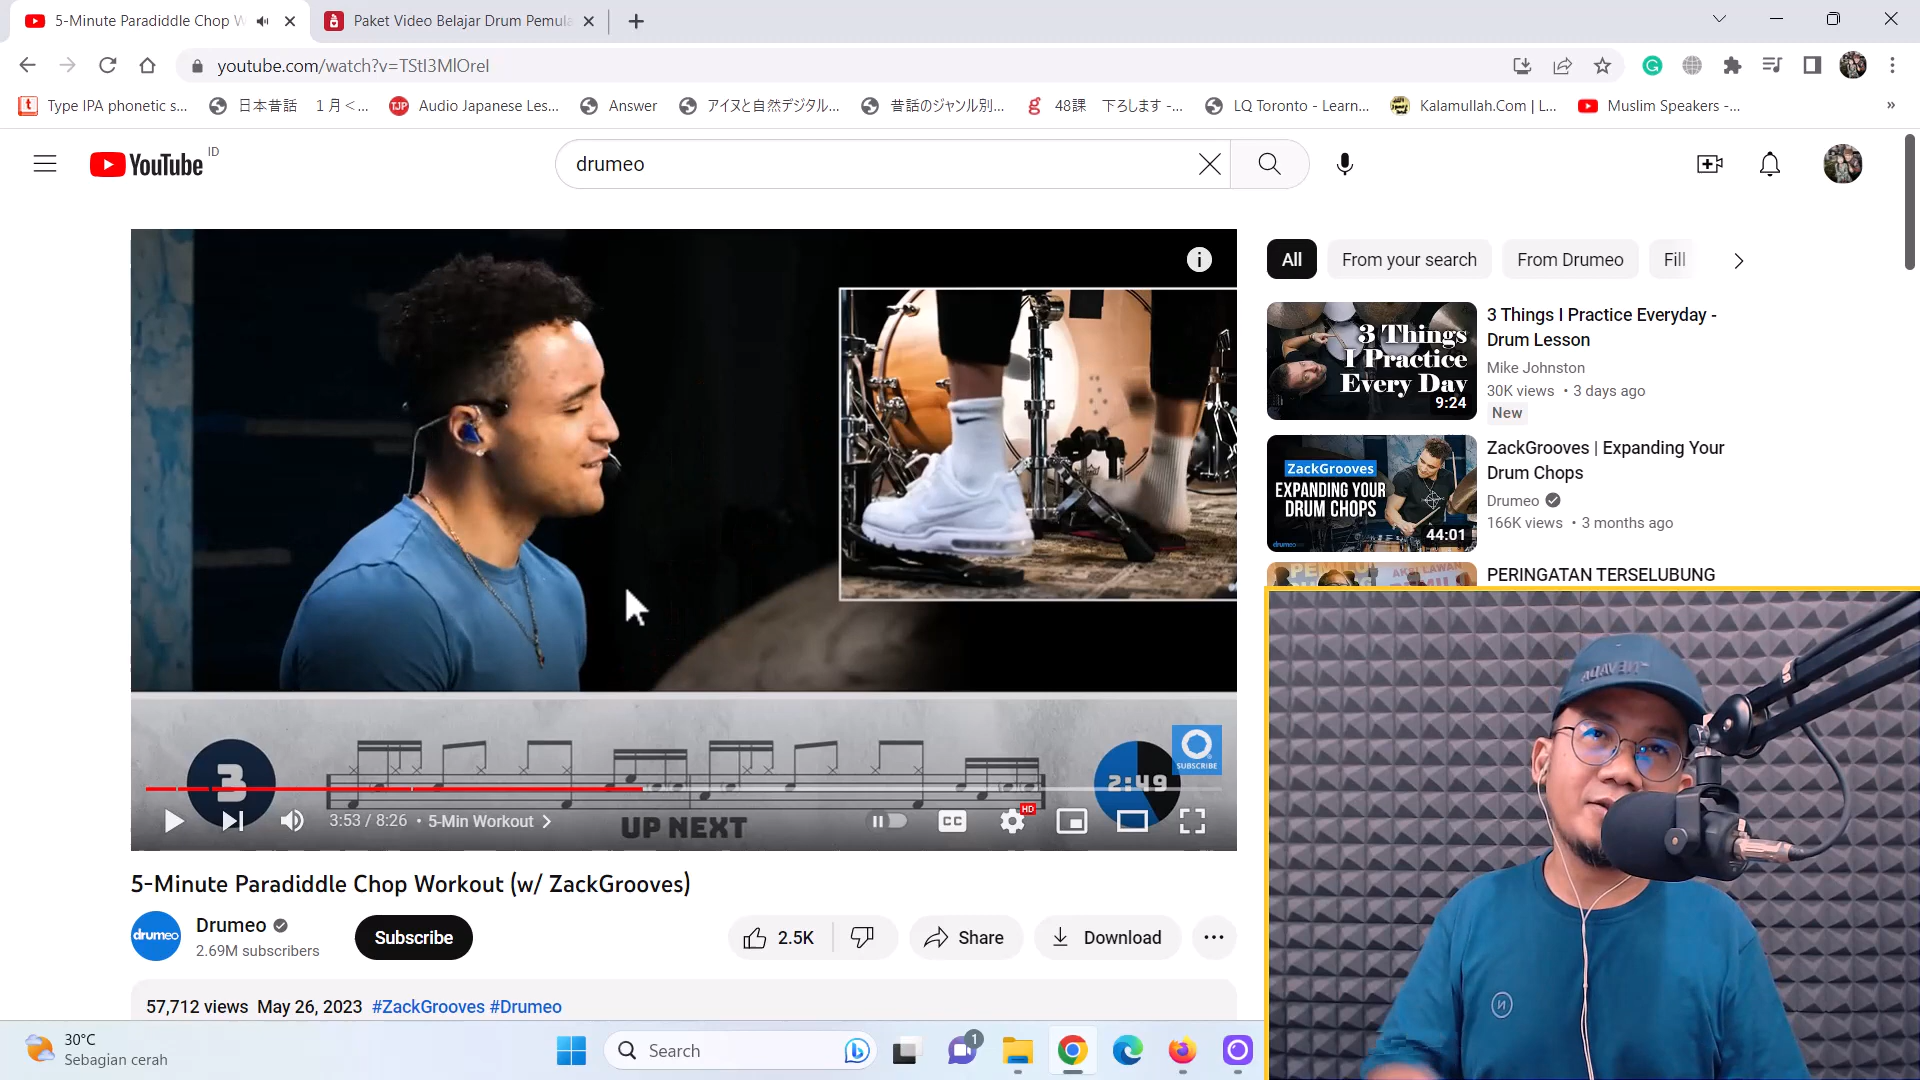 5-Minute Paradiddle Chop W
Paket Video Belajar Drum Pemula
youtube.com/watch?v=TStI3MlOreI
Type IPA phonetic s...
日本昔話　１月＜...
Audio Japanese Les...
Answer
アイヌと自然デジタル...
昔話のジャンル別...
48課　下ろします -...
LQ Toronto - Learn...
Kalamullah.Com | L...
Muslim Speakers -...
YouTube ID
drumeo
All
From your search
From Drumeo
Fill
3 Things I Practice Every Day
9:24
3 Things I Practice Everyday -
Drum Lesson
Mike Johnston
30K views • 3 days ago
New
ZackGrooves
EXPANDING YOUR
DRUM CHOPS
44:01
ZackGrooves | Expanding Your
Drum Chops
Drumeo
166K views • 3 months ago
PERINGATAN TERSELUBUNG
3
2:49
SUBSCRIBE
UP NEXT
3:53 / 8:26 • 5-Min Workout
CC
HD
5-Minute Paradiddle Chop Workout (w/ ZackGrooves)
drumeo
Drumeo
2.69M subscribers
Subscribe
2.5K
Share
Download
57,712 views May 26, 2023 #ZackGrooves #Drumeo
30°C
Sebagian cerah
Search
1